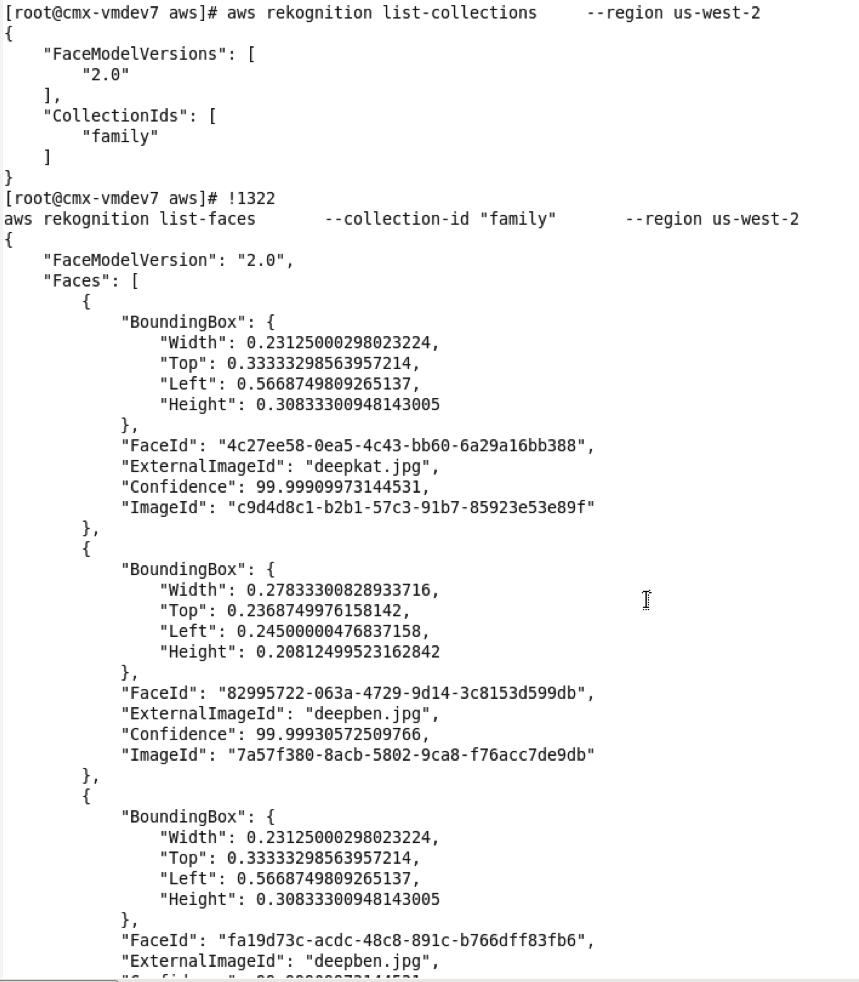 [root@cmx-vmdev7 aws]# aws rekognition list-collections     --region us-west-2
{
    "FaceModelVersions": [
        "2.0"
    ],
    "CollectionIds": [
        "family"
    ]
}
[root@cmx-vmdev7 aws]# !1322
aws rekognition list-faces       --collection-id "family"       --region us-west-2
{
    "FaceModelVersion": "2.0",
    "Faces": [
        {
            "BoundingBox": {
                "Width": 0.23125000298023224,
                "Top": 0.33333298563957214,
                "Left": 0.5668749809265137,
                "Height": 0.30833300948143005
            },
            "FaceId": "4c27ee58-0ea5-4c43-bb60-6a29a16bb388",
            "ExternalImageId": "deepkat.jpg",
            "Confidence": 99.99909973144531,
            "ImageId": "c9d4d8c1-b2b1-57c3-91b7-85923e53e89f"
        },
        {
            "BoundingBox": {
                "Width": 0.27833300828933716,
                "Top": 0.2368749976158142,
                "Left": 0.24500000476837158,
                "Height": 0.20812499523162842
            },
            "FaceId": "82995722-063a-4729-9d14-3c8153d599db",
            "ExternalImageId": "deepben.jpg",
            "Confidence": 99.99930572509766,
            "ImageId": "7a57f380-8acb-5802-9ca8-f76acc7de9db"
        },
        {
            "BoundingBox": {
                "Width": 0.23125000298023224,
                "Top": 0.33333298563957214,
                "Left": 0.5668749809265137,
                "Height": 0.30833300948143005
            },
            "FaceId": "fa19d73c-acdc-48c8-891c-b766dff83fb6",
            "ExternalImageId": "deepben.jpg",